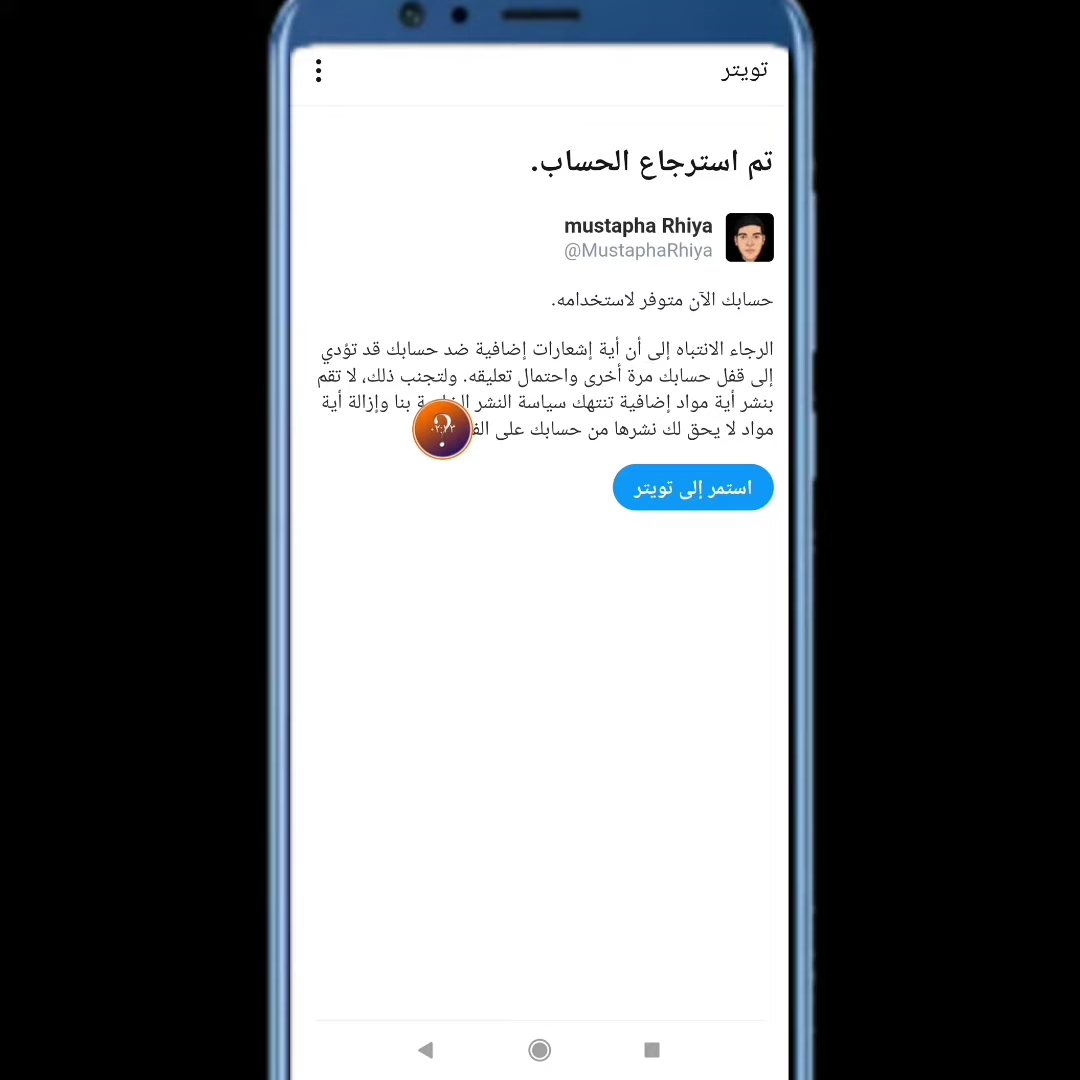 تويتر
تم استرجاع الحساب.
mustapha Rhiya
@MustaphaRhiya
حسابك الآن متوفر لاستخدامه.
الرجاء الانتباه إلى أن أية إشعارات إضافية ضد حسابك قد تؤدي
إلى قفل حسابك مرة أخرى واحتمال تعليقه. ولتجنب ذلك، لا تقم
بنشر أية مواد إضافية تنتهك سياسة النشر بنا وإزالة أية
مواد لا يحق لك نشرها من حسابك على
استمر إلى تويتر